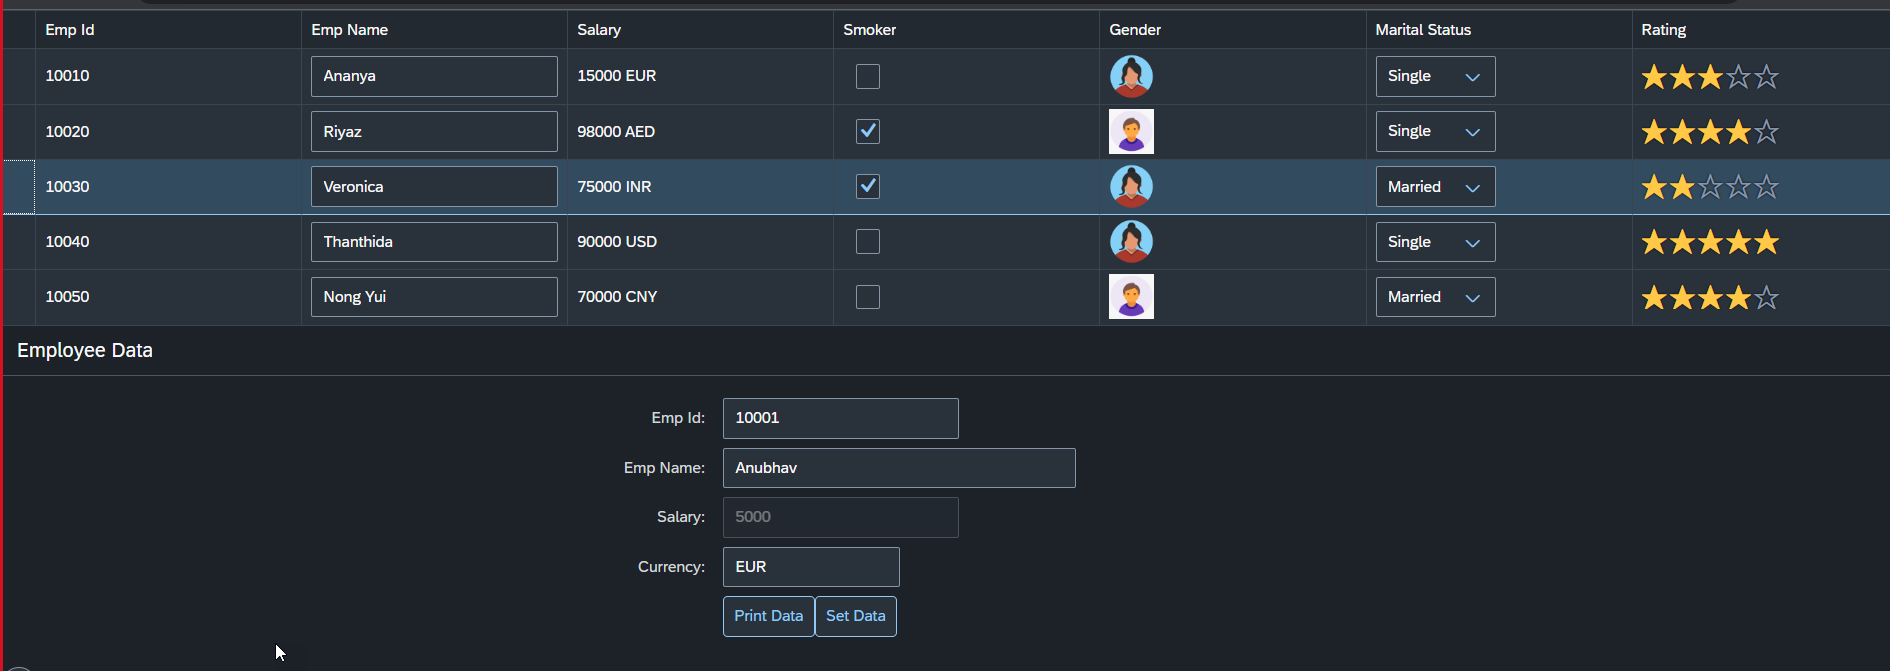 Emp Id Emp Name Salary Smoker Gender Marital Status Rating
10010 Ananya 15000 EUR Single
10020 Riyaz 98000 AED Single
10030 Veronica 75000 INR Married
10040 Thanthida 90000 USD Single
10050 Nong Yui 70000 CNY Married
Employee Data
Emp Id: 10001
Emp Name: Anubhav
Salary: 5000
Currency: EUR
Print Data Set Data